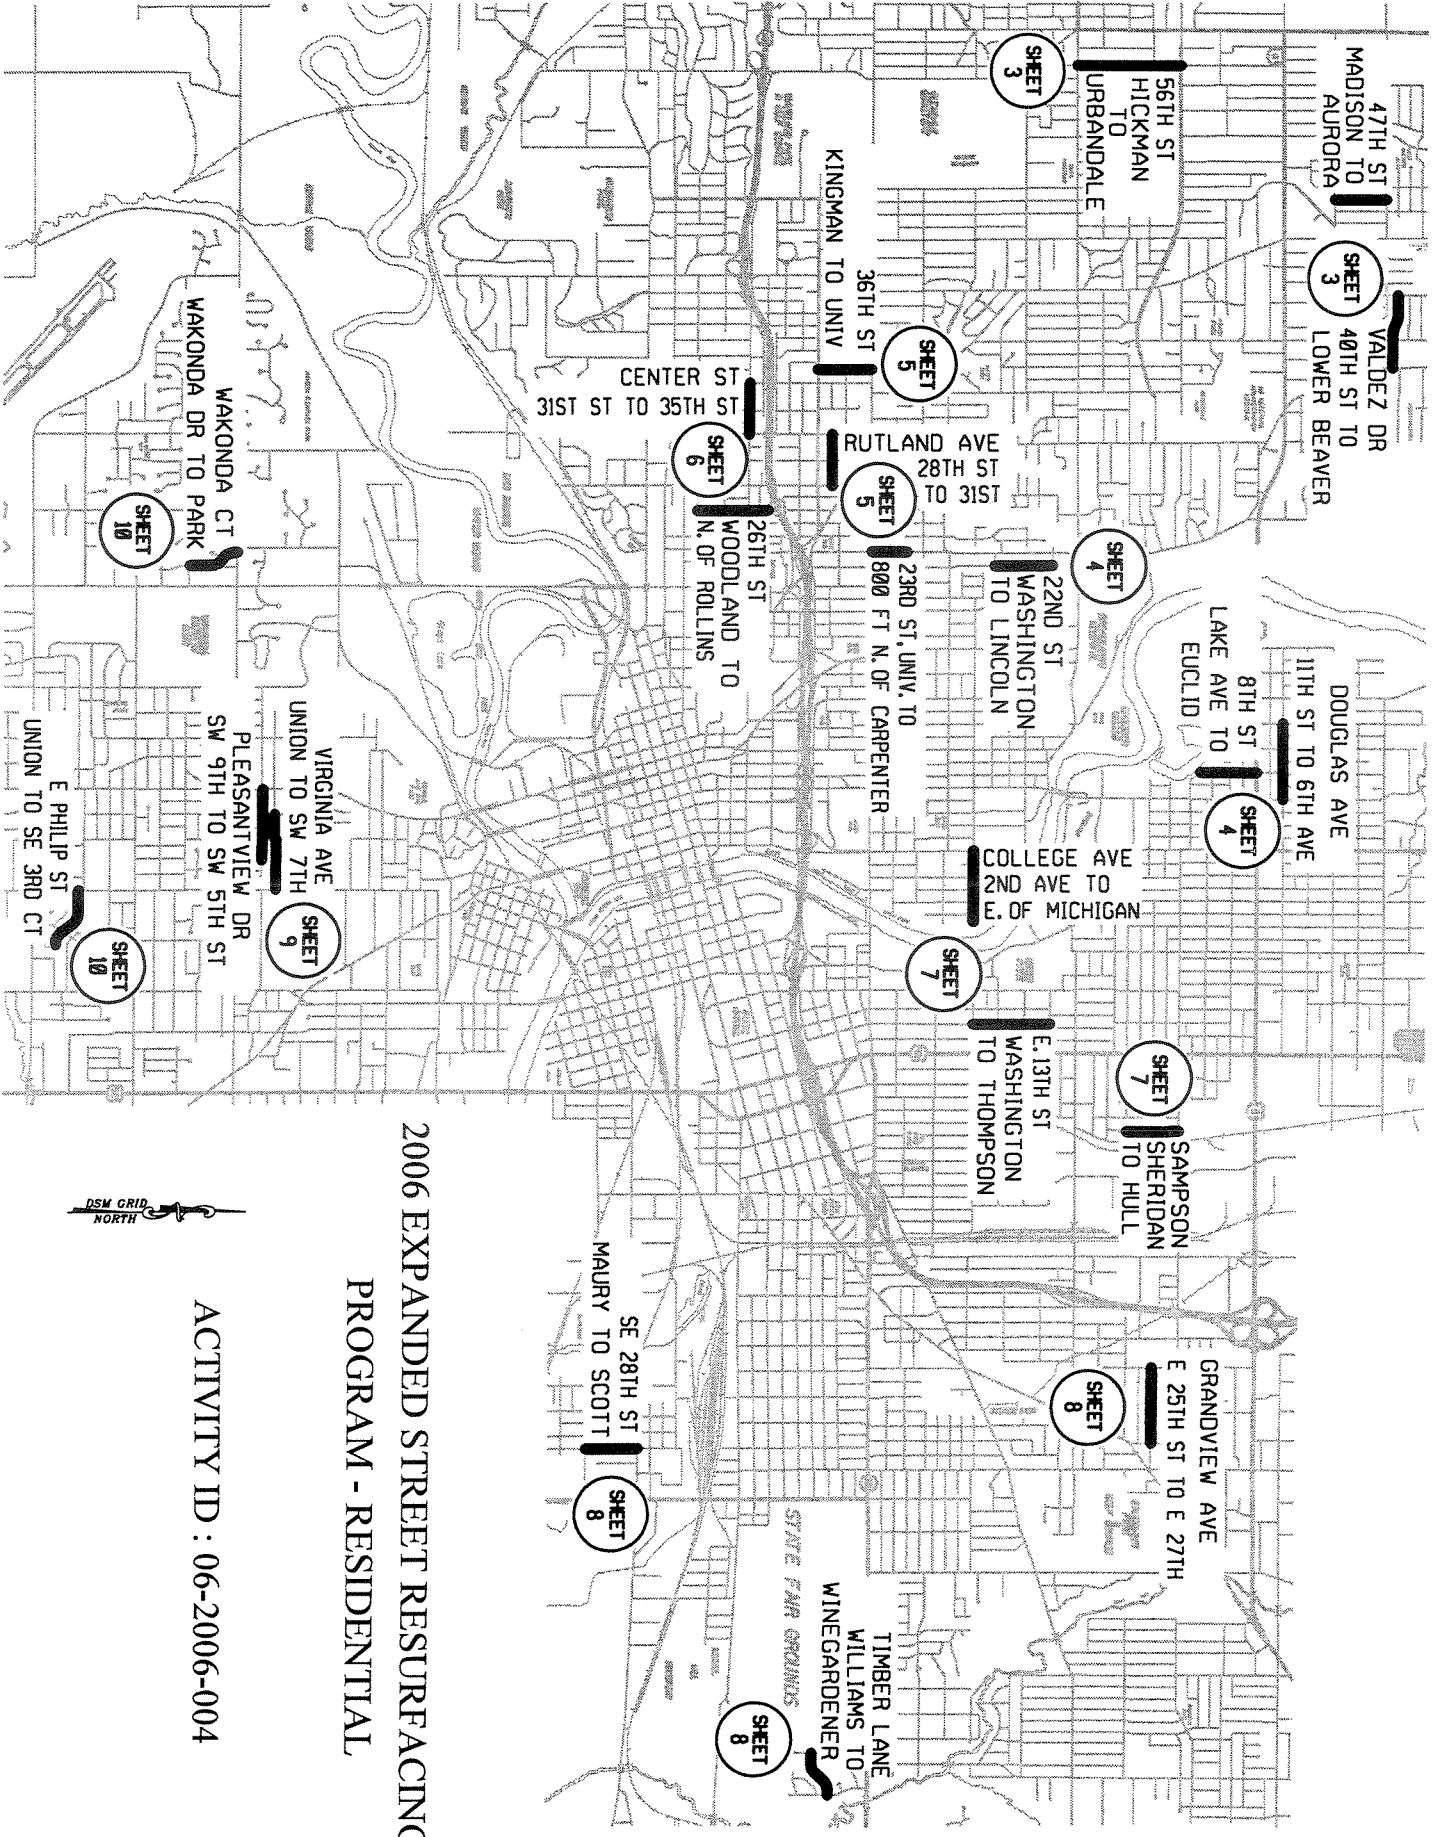 47TH ST
MADISON TO
AURORA
SHEET
3
VALDEZ DR
40TH ST TO
LOWER BEAVER
56TH ST
HICKMAN
TO
URBANDALE
SHEET
3
DOUGLAS AVE
11TH ST TO 6TH AVE
8TH ST
LAKE AVE TO
EUCLID
SHEET
4
SHEET
4
22ND ST
WASHINGTON
TO LINCOLN
SHEET
5
36TH ST
KINGMAN TO UNIV
RUTLAND AVE
28TH ST
TO 31ST
SHEET
5
23RD ST, UNIV. TO
800 FT N. OF CARPENTER
CENTER ST
31ST ST TO 35TH ST
SHEET
6
26TH ST
WOODLAND TO
N. OF ROLLINS
COLLEGE AVE
2ND AVE TO
E. OF MICHIGAN
SHEET
7
E. 13TH ST
WASHINGTON
TO THOMPSON
SHEET
7
SAMPSON
SHERIDAN
TO HULL
GRANDVIEW AVE
E 25TH ST TO E 27TH
SHEET
8
SE 28TH ST
MAURY TO SCOTT
SHEET
8
STATE FAIR GROUNDS
TIMBER LANE
WILLIAMS TO
WINEGARDENER
SHEET
8
WAKONDA CT
WAKONDA DR TO PARK
SHEET
10
VIRGINIA AVE
UNION TO SW 7TH
PLEASANTVIEW DR
SW 9TH TO SW 5TH ST
SHEET
9
E PHILIP ST
UNION TO SE 3RD CT
SHEET
10
2006 EXPANDED STREET RESURFACING
PROGRAM - RESIDENTIAL
ACTIVITY ID : 06-2006-004
DSM GRID
NORTH